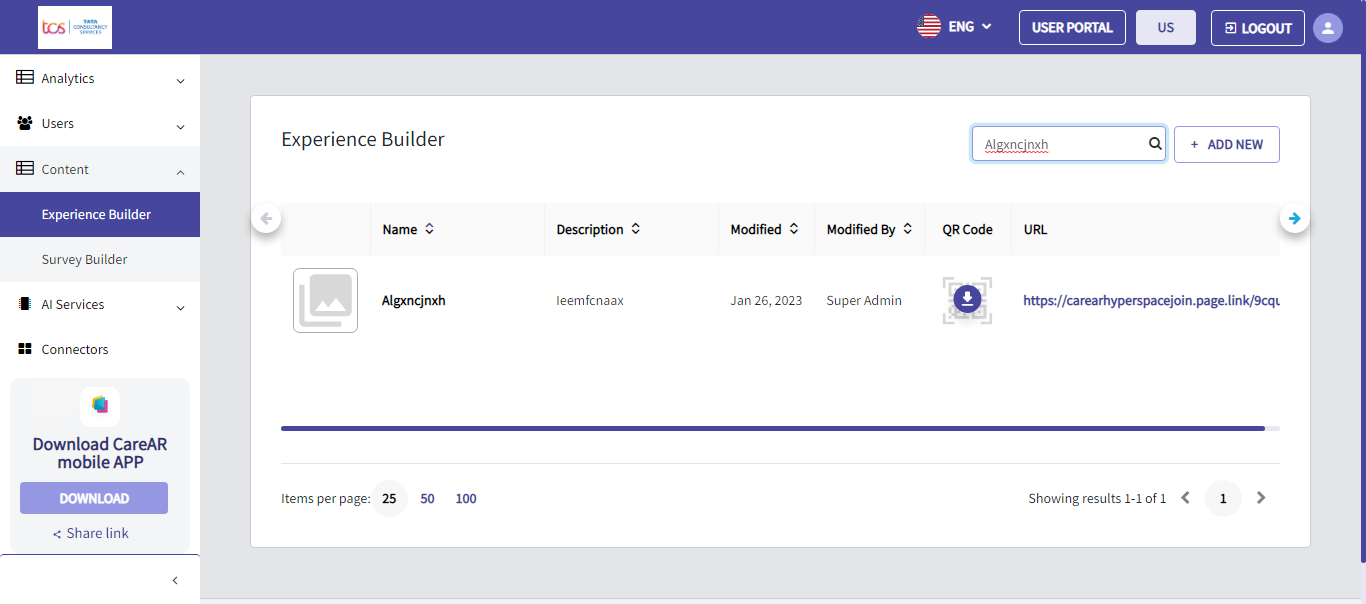 tcs TATA CONSULTANCY SERVICES
ENG
USER PORTAL
US
LOGOUT
Analytics
Users
Content
Experience Builder
Survey Builder
AI Services
Connectors
Download CareAR
mobile APP
DOWNLOAD
Share link
Experience Builder
Algxncjnxh
+ ADD NEW
Name Description Modified Modified By QR Code URL
Algxncjnxh Ieemfcnaax Jan 26, 2023 Super Admin https://carearhyperspacejoin.page.link/9cqu
Items per page: 25 50 100
Showing results 1-1 of 1 1